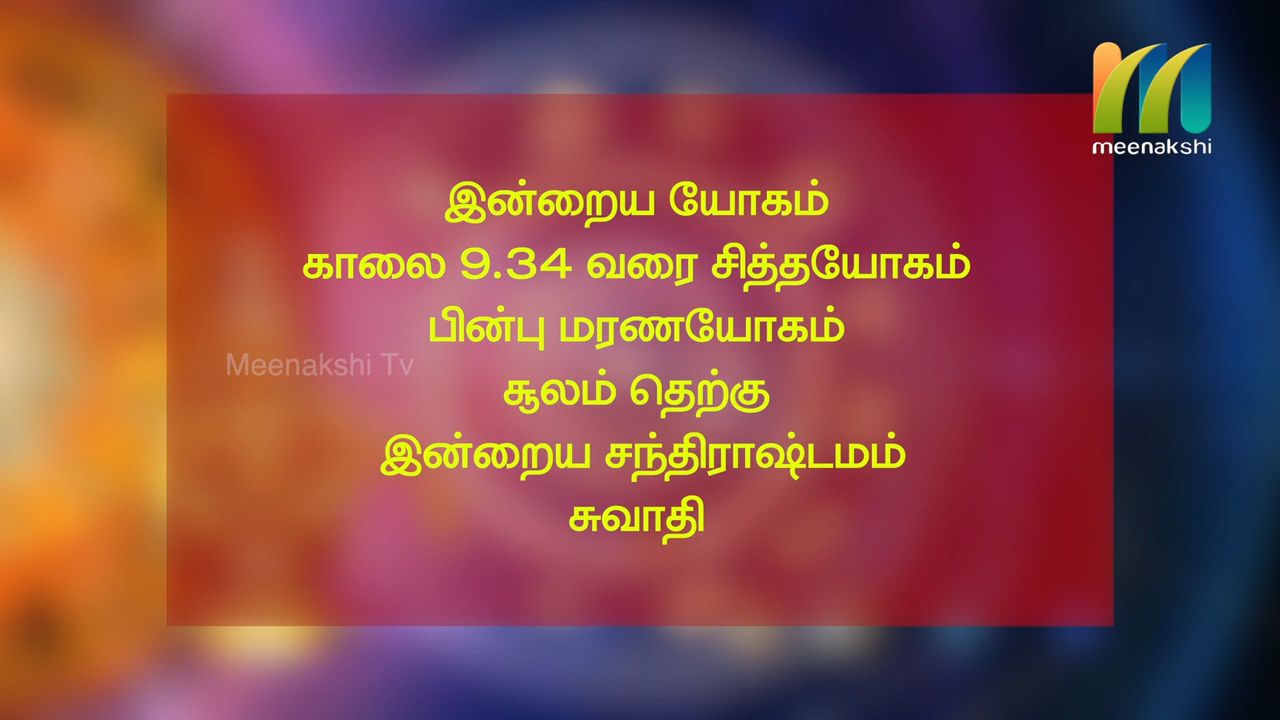 meenakshi
இன்றைய யோகம்
காலை 9.34 வரை சித்தயோகம்
பின்பு மரணயோகம்
Meenakshi Tv
சூலம் தெற்கு
இன்றைய சந்திராஷ்டமம்
சுவாதி